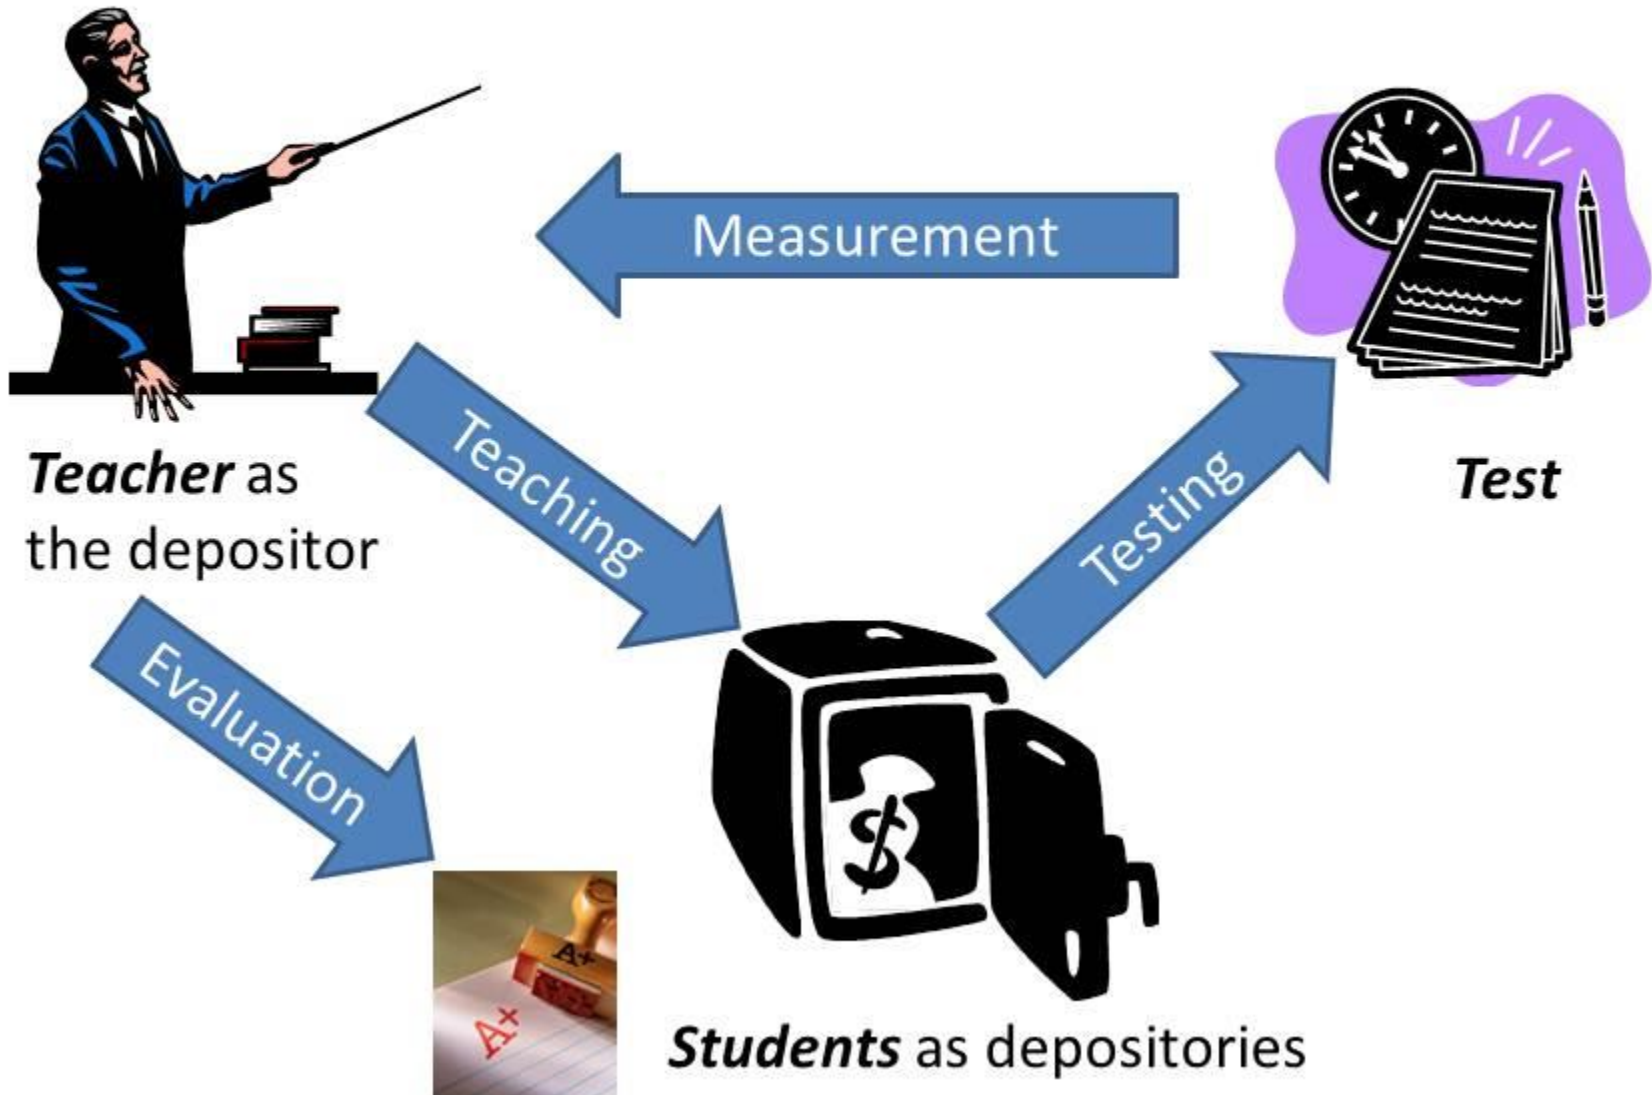 Measurement
Teacher as
the depositor
Teaching
Testing
Test
Evaluation
$
A+
A+
Students as depositories